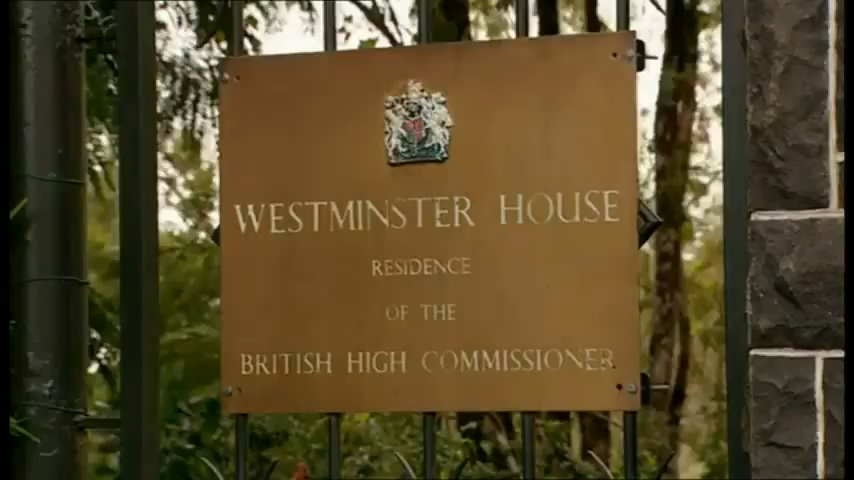 WESTMINSTER HOUSE
RESIDENCE
OF THE
BRITISH HIGH COMMISSIONER